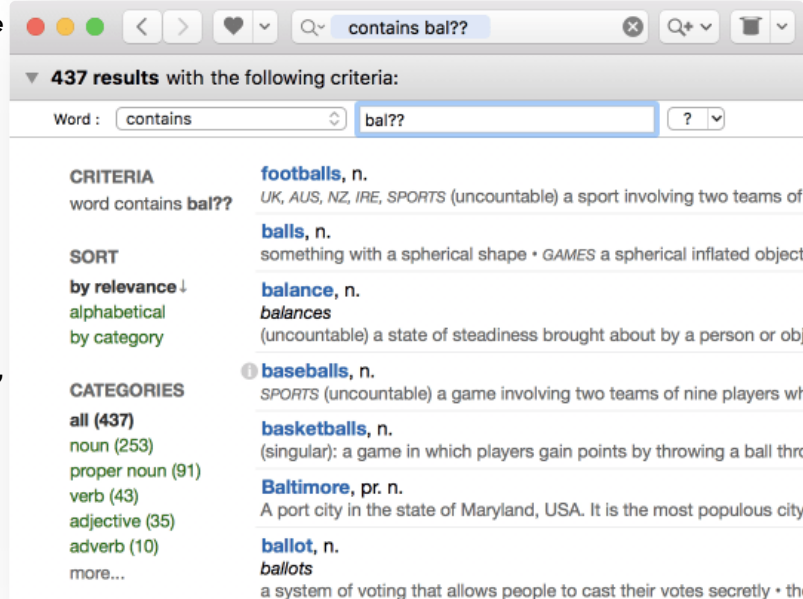 contains bal??
437 results with the following criteria:
Word : contains bal?? ?
CRITERIA
word contains bal??
SORT
by relevance↓
alphabetical
by category
CATEGORIES
all (437)
noun (253)
proper noun (91)
verb (43)
adjective (35)
adverb (10)
more...
footballs, n.
UK, AUS, NZ, IRE, SPORTS (uncountable) a sport involving two teams of
balls, n.
something with a spherical shape • GAMES a spherical inflated object
balance, n.
balances
(uncountable) a state of steadiness brought about by a person or
baseballs, n.
SPORTS (uncountable) a game involving two teams of nine players
basketballs, n.
(singular): a game in which players gain points by throwing a ball
Baltimore, pr. n.
A port city in the state of Maryland, USA. It is the most populous city
ballot, n.
ballots
a system of voting that allows people to cast their votes secretly •